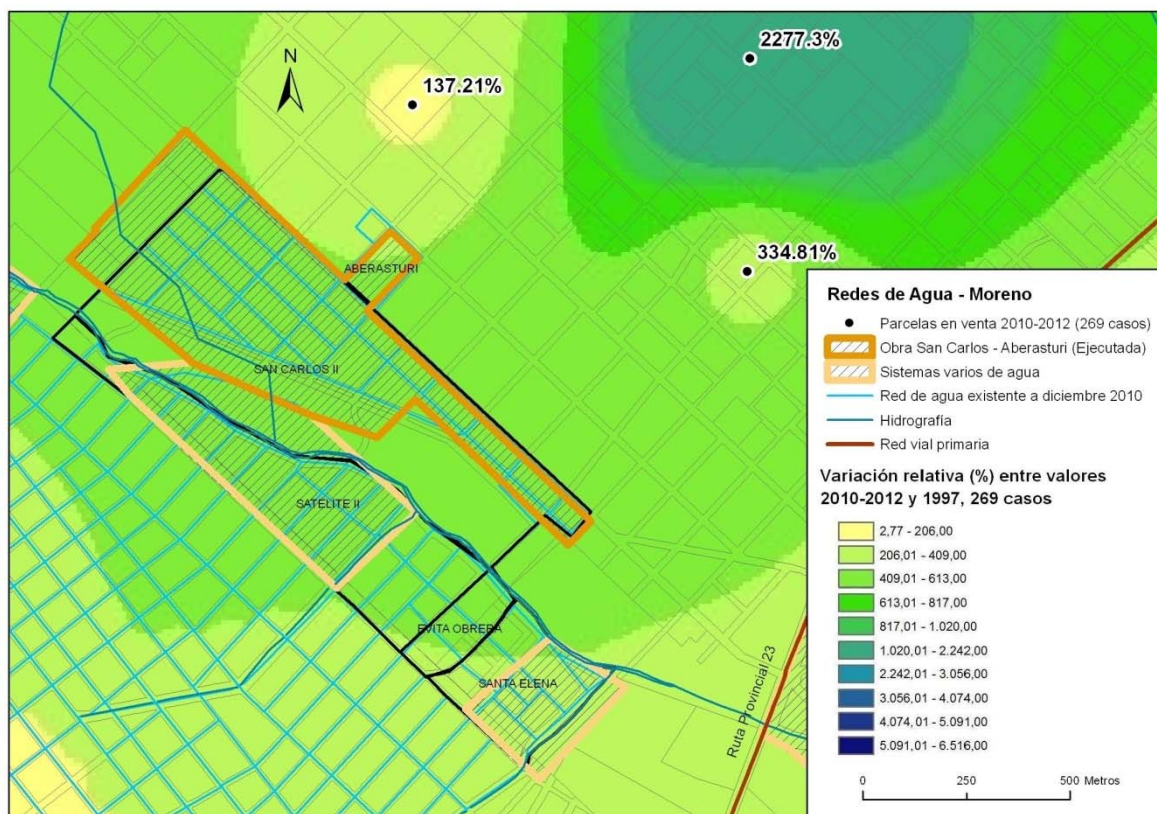 2277.3%
N
137.21%
334.81%
ABERASTURI
SAN CARLOS II
SATELITE II
EVITA OBRERA
SANTA ELENA
Ruta Provincial 23
Redes de Agua - Moreno
Parcelas en venta 2010-2012 (269 casos)
Obra San Carlos - Aberasturi (Ejecutada)
Sistemas varios de agua
Red de agua existente a diciembre 2010
Hidrografía
Red vial primaria
Variación relativa (%) entre valores
2010-2012 y 1997, 269 casos
2,77 - 206,00
206,01 - 409,00
409,01 - 613,00
613,01 - 817,00
817,01 - 1.020,00
1.020,01 - 2.242,00
2.242,01 - 3.056,00
3.056,01 - 4.074,00
4.074,01 - 5.091,00
5.091,01 - 6.516,00
0 250 500 Metros